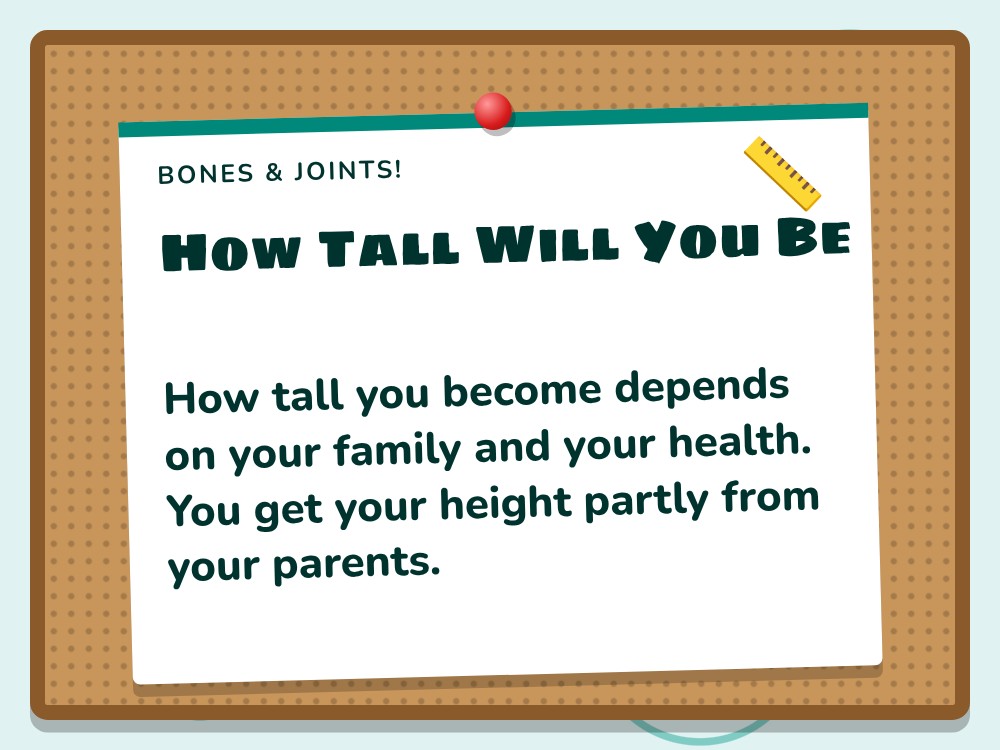 BONES & JOINTS!
How Tall Will You Be
How tall you become depends
on your family and your health.
You get your height partly from
your parents.